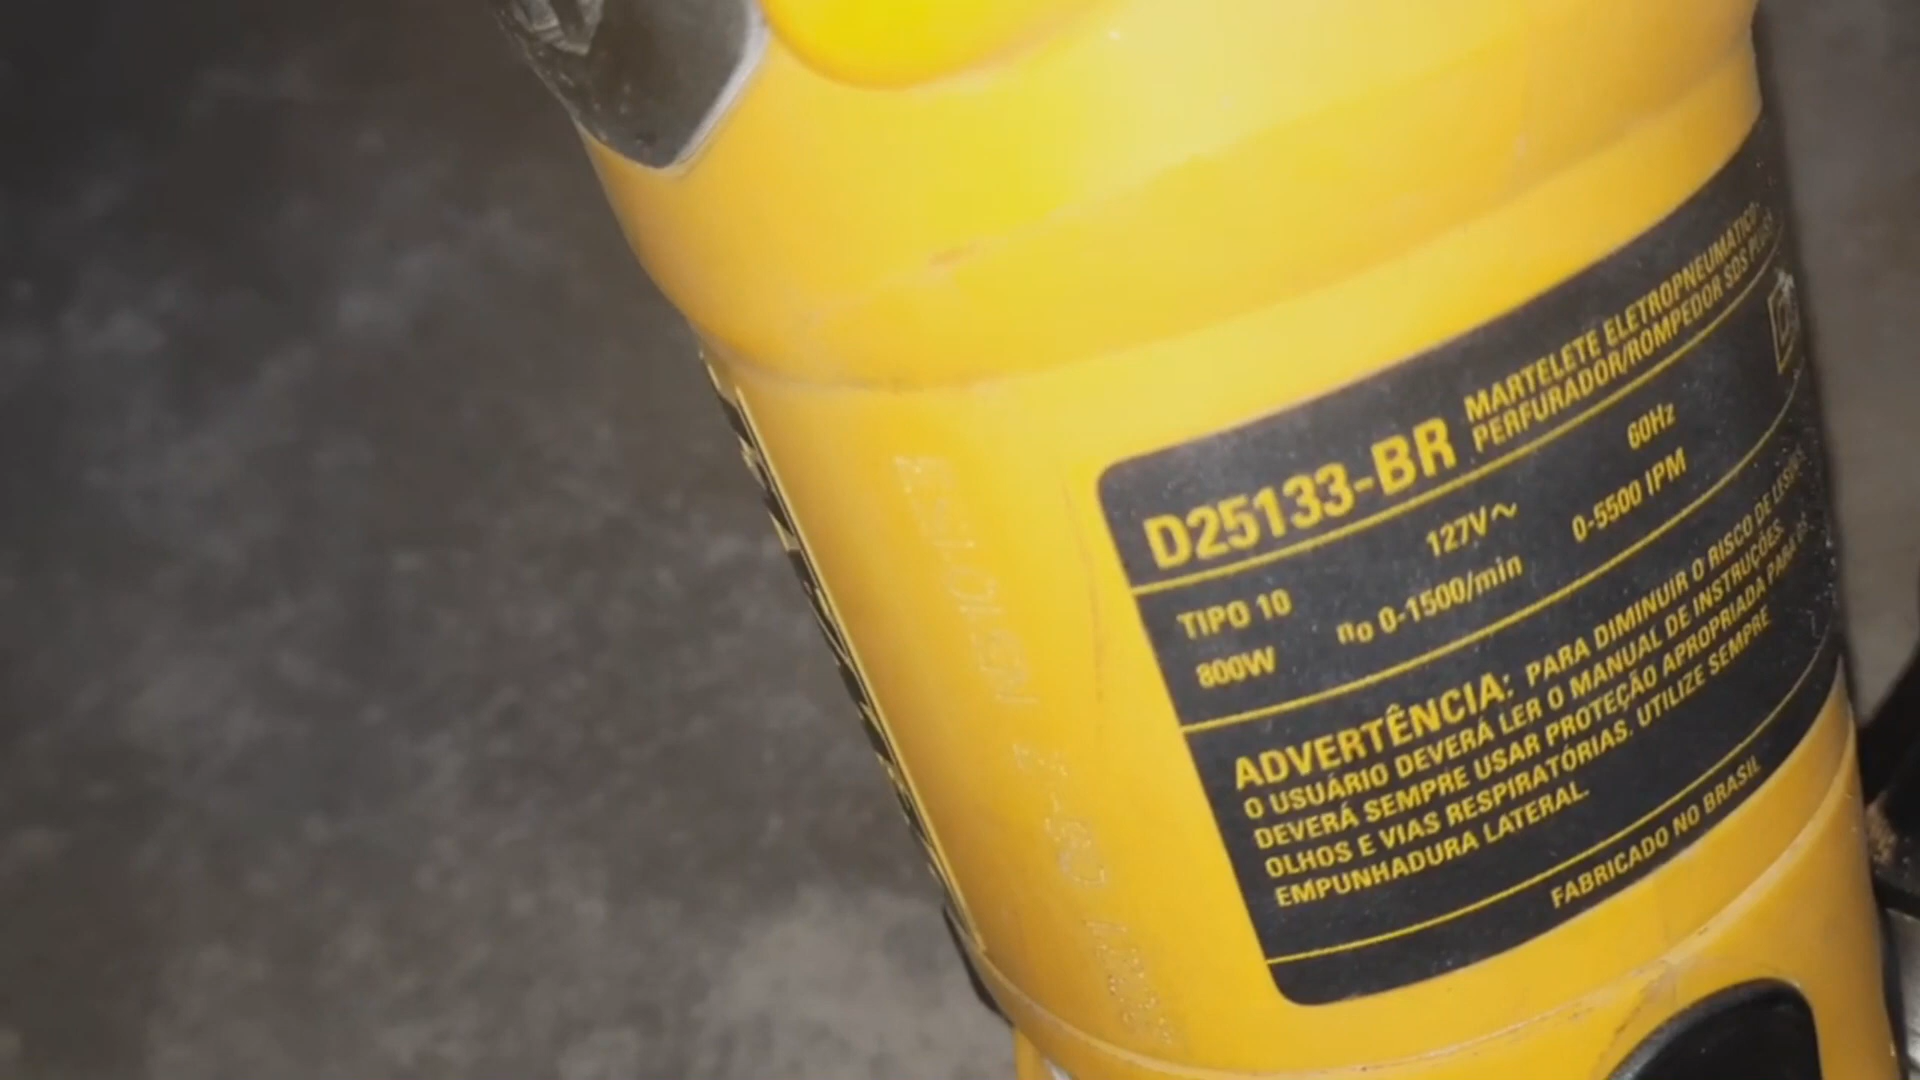 D25133-BR
MARTELETE ELETROPNEUMÁTICO-
PERFURADOR/ROMPEDOR SDS PLUS
TIPO 10 127V~ 60Hz
800W no 0-1500/min 0-5500 IPM
ADVERTÊNCIA: PARA DIMINUIR O RISCO DE LESÕES,
O USUÁRIO DEVERÁ LER O MANUAL DE INSTRUÇÕES.
DEVERÁ SEMPRE USAR PROTEÇÃO APROPRIADA PARA OS
OLHOS E VIAS RESPIRATÓRIAS. UTILIZE SEMPRE
EMPUNHADURA LATERAL.
FABRICADO NO BRASIL